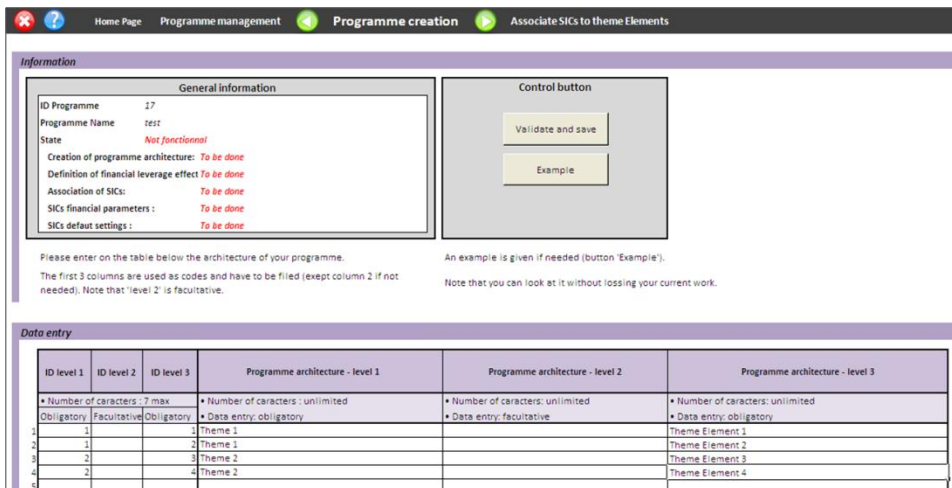 Home Page Programme management Programme creation Associate SICs to theme Elements
Information
General information
ID Programme 17
Programme Name test
State Not fonctionnal
Creation of programme architecture: To be done
Definition of financial leverage effect To be done
Association of SICs: To be done
SICs financial parameters : To be done
SICs defaut settings : To be done
Control button
Validate and save
Example
Please enter on the table below the architecture of your programme.
The first 3 columns are used as codes and have to be filed (exept column 2 if not
needed). Note that 'level 2' is facultative.
An example is given if needed (button 'Example').
Note that you can look at it without lossing your current work.
Data entry
ID level 1 ID level 2 ID level 3 Programme architecture - level 1 Programme architecture - level 2 Programme architecture - level 3
• Number of caracters : 7 max • Number of caracters : unlimited • Number of caracters: unlimited • Number of caracters: unlimited
Obligatory Facultative Obligatory • Data entry: obligatory • Data entry: facultative • Data entry: obligatory
1 1 1 Theme 1 Theme Element 1
2 1 2 Theme 1 Theme Element 2
3 2 3 Theme 2 Theme Element 3
4 2 4 Theme 2 Theme Element 4
5